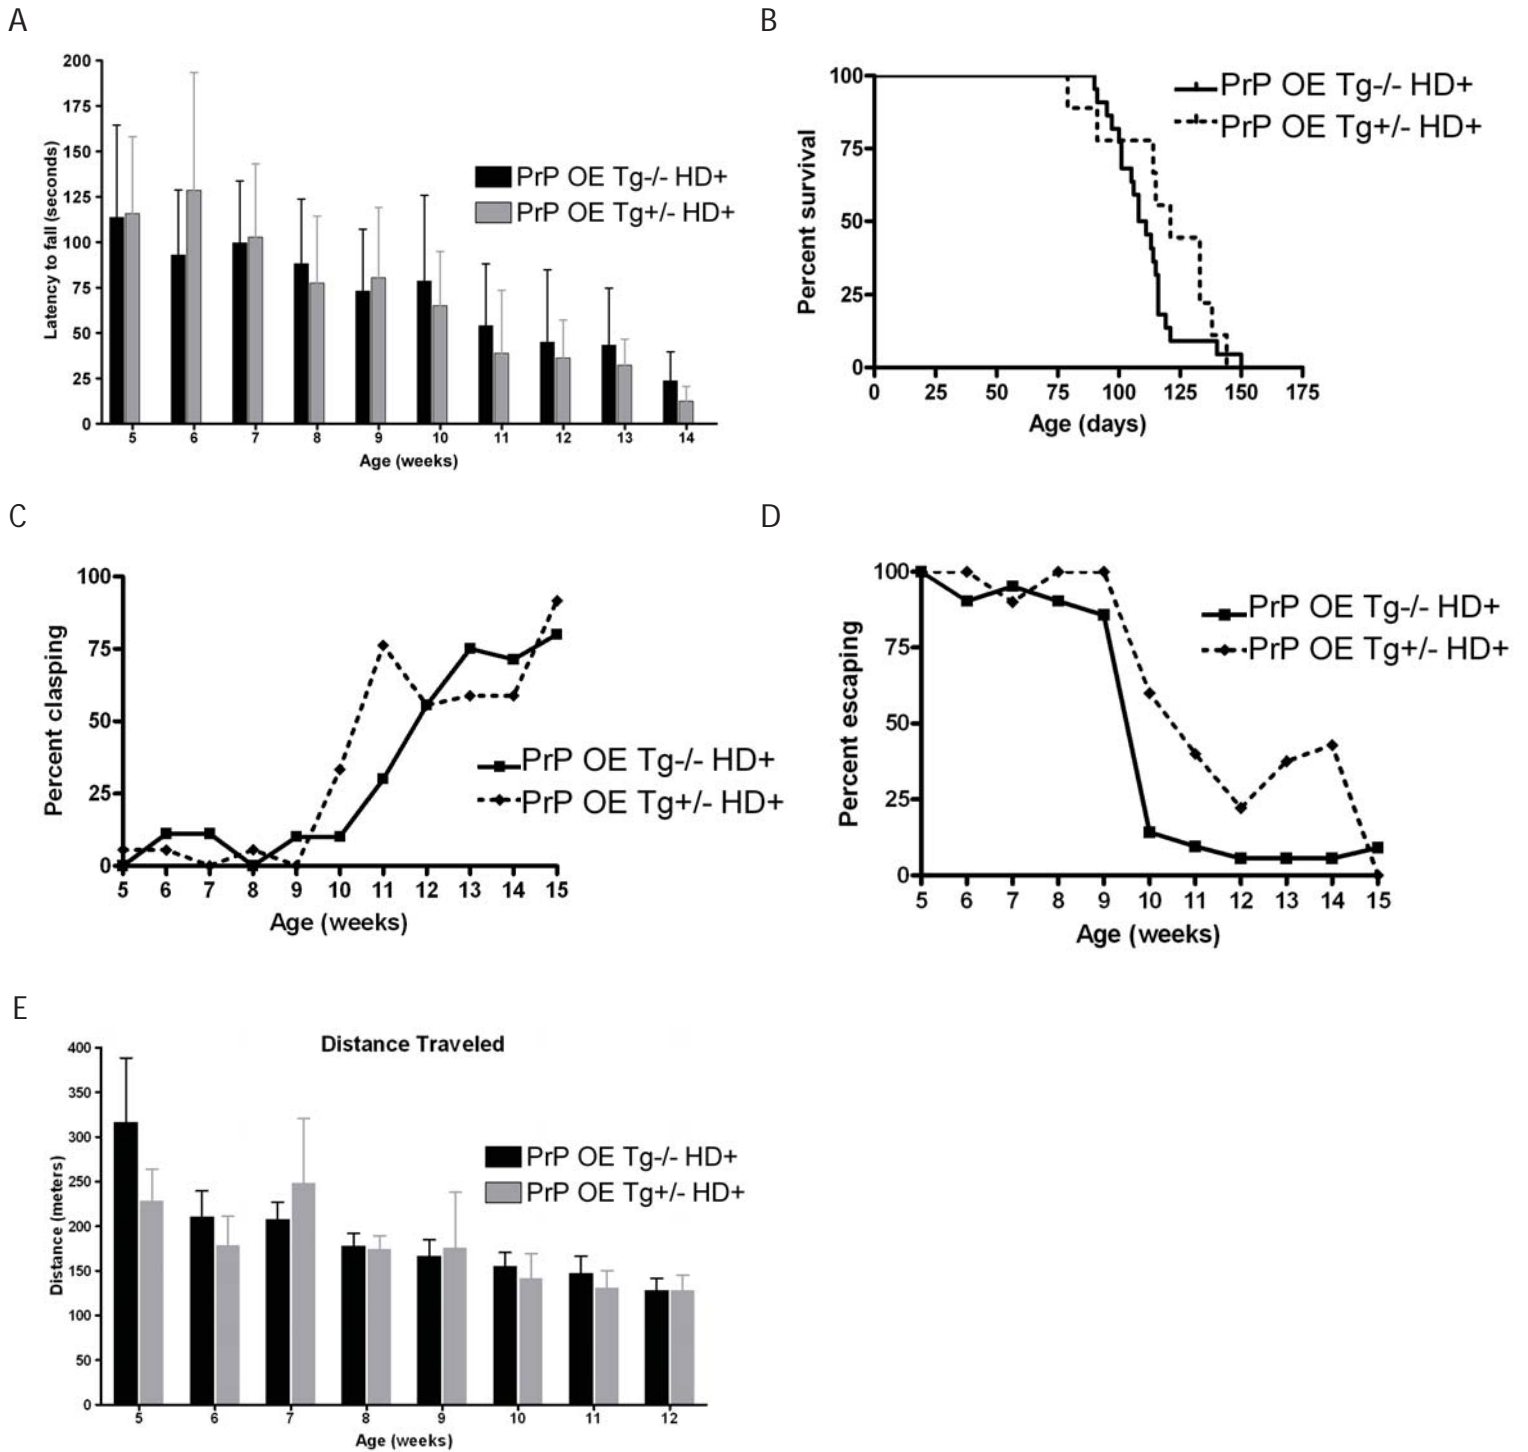 A
200
175
150
125
100
75
50
25
0
Latency to fall (seconds)
PrP OE Tg-/- HD+
PrP OE Tg+/- HD+
5 6 7 8 9 10 11 12 13 14
Age (weeks)
B
100
75
50
25
0
Percent survival
PrP OE Tg-/- HD+
PrP OE Tg+/- HD+
0 25 50 75 100 125 150 175
Age (days)
C
100
75
50
25
0
Percent clasping
PrP OE Tg-/- HD+
PrP OE Tg+/- HD+
5 6 7 8 9 10 11 12 13 14 15
Age (weeks)
D
100
75
50
25
0
Percent escaping
PrP OE Tg-/- HD+
PrP OE Tg+/- HD+
5 6 7 8 9 10 11 12 13 14 15
Age (weeks)
E
Distance Traveled
400
350
300
250
200
150
100
50
0
Distance (meters)
PrP OE Tg-/- HD+
PrP OE Tg+/- HD+
5 6 7 8 9 10 11 12
Age (weeks)